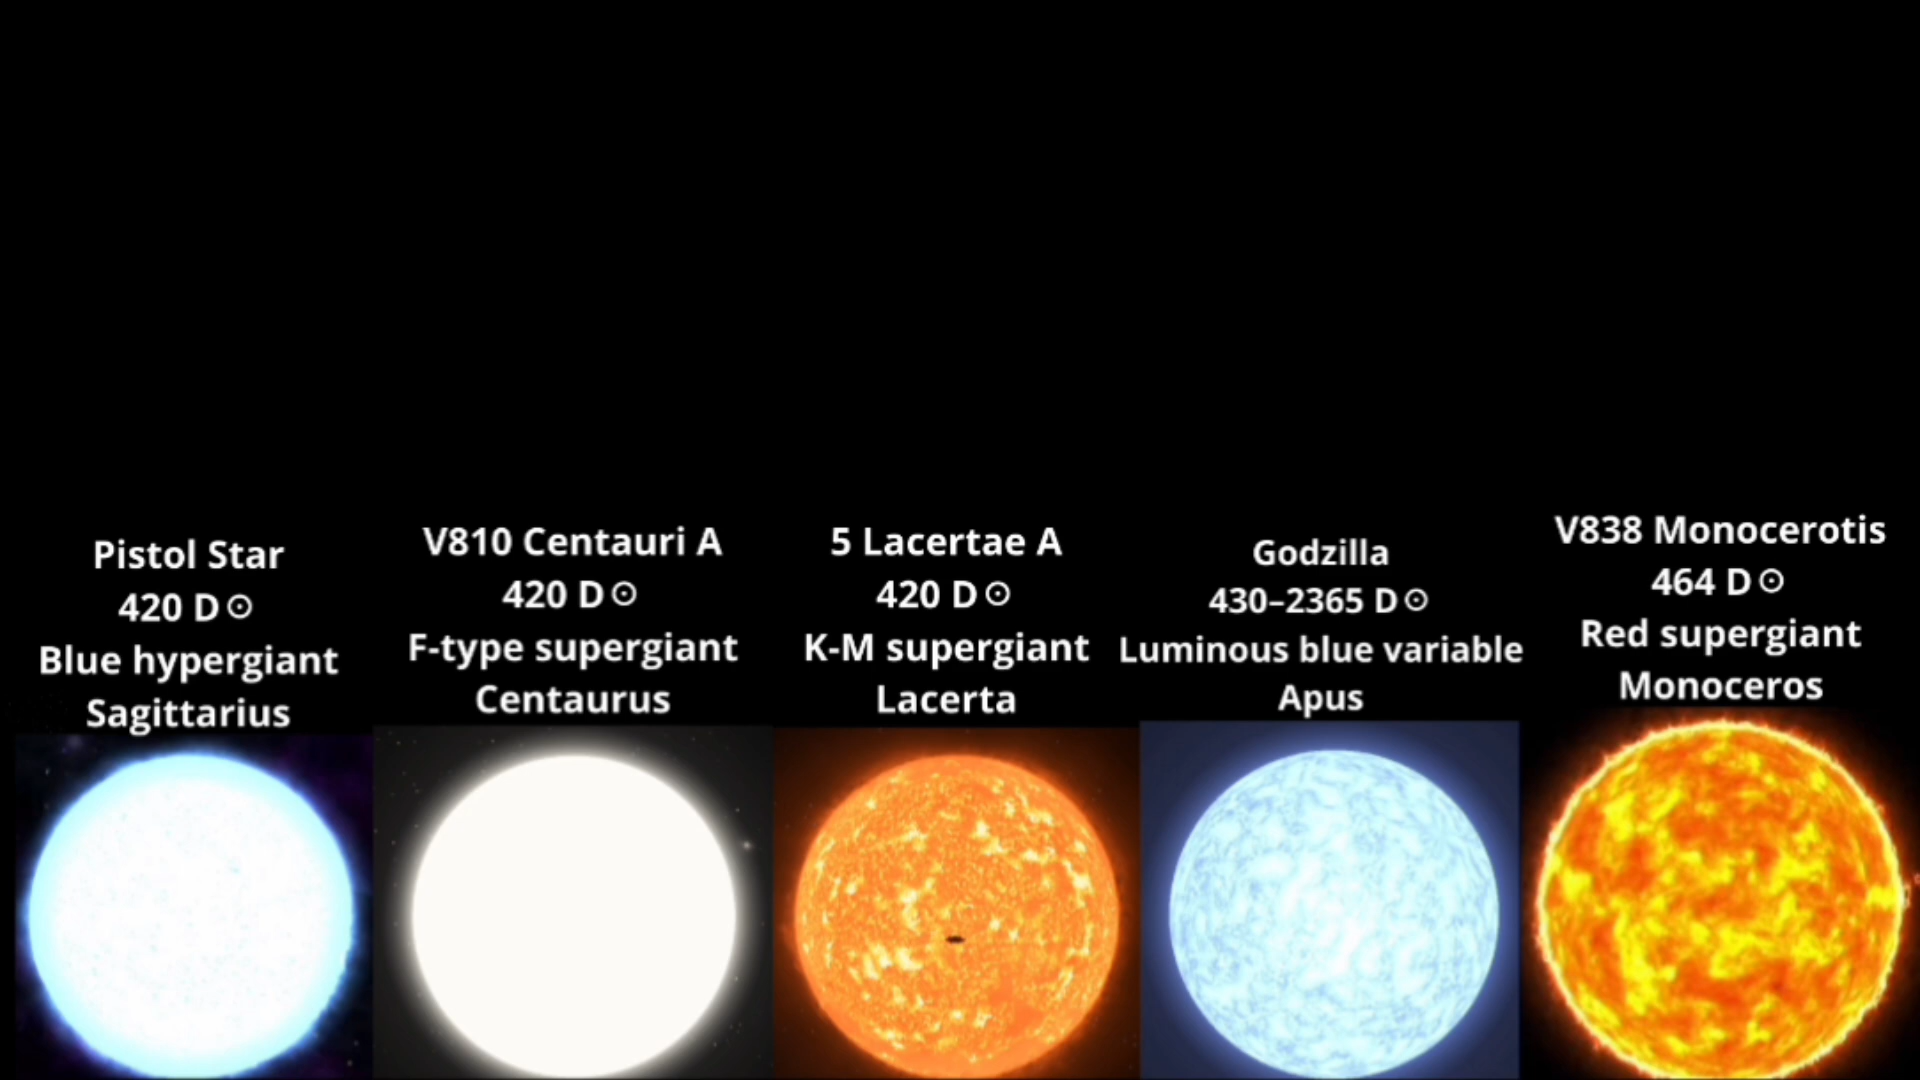 Pistol Star
420 D☉
Blue hypergiant
Sagittarius
V810 Centauri A
420 D☉
F-type supergiant
Centaurus
5 Lacertae A
420 D☉
K-M supergiant
Lacerta
Godzilla
430–2365 D☉
Luminous blue variable
Apus
V838 Monocerotis
464 D☉
Red supergiant
Monoceros